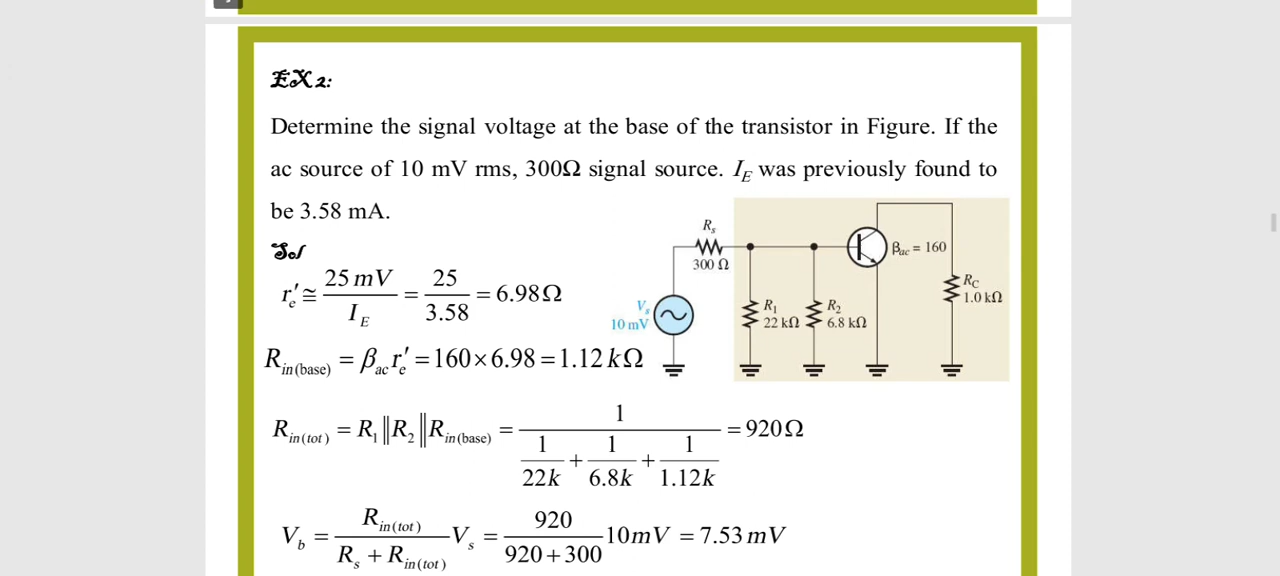 EX 2:
Determine the signal voltage at the base of the transistor in Figure. If the
ac source of 10 mV rms, 300Ω signal source. I_E was previously found to
be 3.58 mA.
Sol
r'_e ≅ 25 mV / I_E = 25 / 3.58 = 6.98Ω
R_in(base) = β_ac r'_e = 160×6.98 = 1.12 kΩ
R_in(tot) = R_1 ‖ R_2 ‖ R_in(base) = 1 / (1/22k + 1/6.8k + 1/1.12k) = 920Ω
V_b = R_in(tot) / (R_s + R_in(tot)) V_s = 920 / (920+300) 10mV = 7.53 mV
R_s
300 Ω
V_s
10 mV
R_1
22 kΩ
R_2
6.8 kΩ
β_ac = 160
R_C
1.0 kΩ